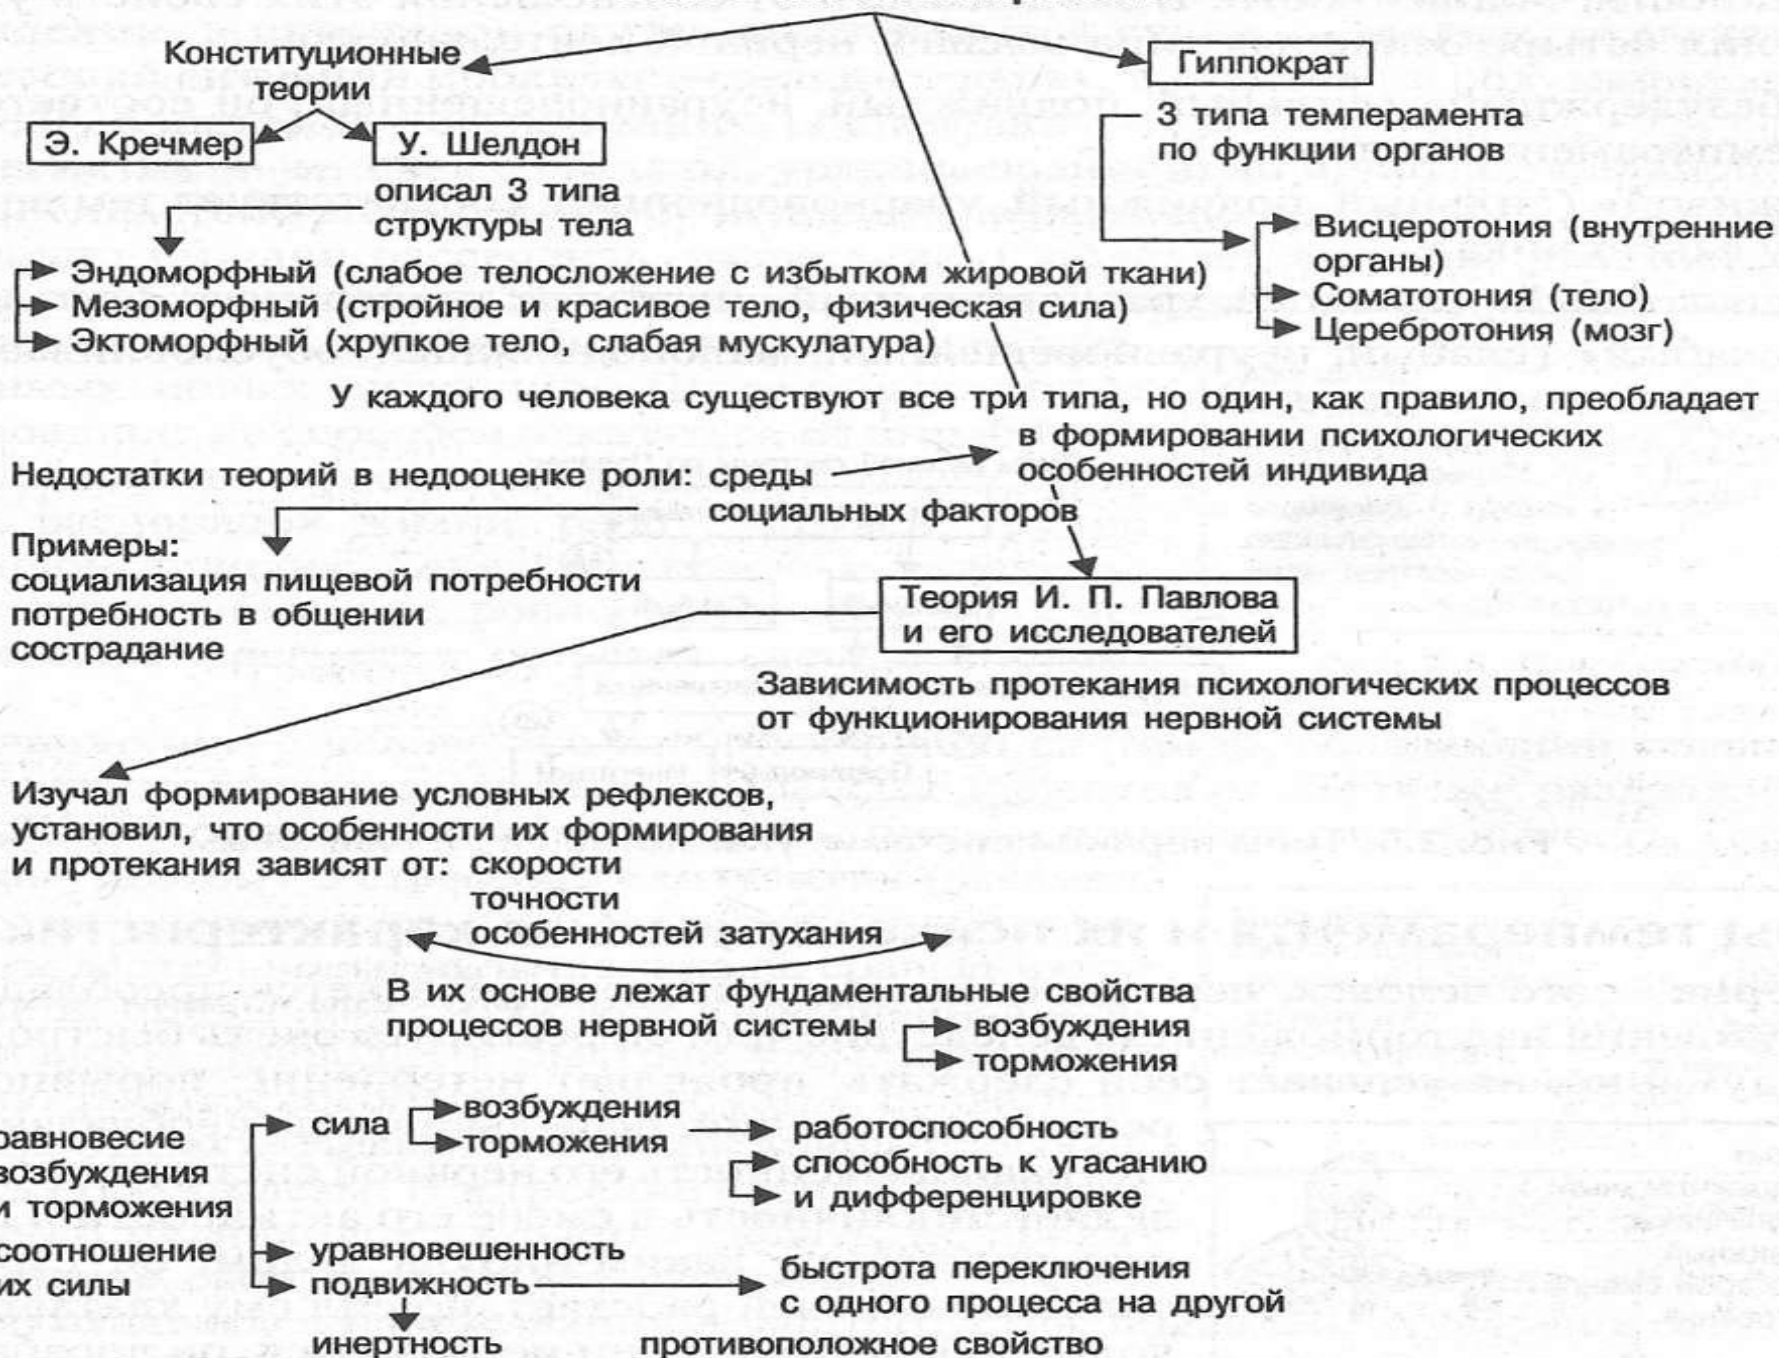 Конституционные
теории
Гиппократ
Э. Кречмер
У. Шелдон
3 типа темперамента
по функции органов
описал 3 типа
структуры тела
Висцеротония (внутренние
органы)
Соматотония (тело)
Церебротония (мозг)
Эндоморфный (слабое телосложение с избытком жировой ткани)
Мезоморфный (стройное и красивое тело, физическая сила)
Эктоморфный (хрупкое тело, слабая мускулатура)
У каждого человека существуют все три типа, но один, как правило, преобладает
в формировании психологических
особенностей индивида
Недостатки теорий в недооценке роли: среды
социальных факторов
Примеры:
социализация пищевой потребности
потребность в общении
сострадание
Теория И. П. Павлова
и его исследователей
Зависимость протекания психологических процессов
от функционирования нервной системы
Изучал формирование условных рефлексов,
установил, что особенности их формирования
и протекания зависят от: скорости
точности
особенностей затухания
В их основе лежат фундаментальные свойства
процессов нервной системы
возбуждения
торможения
равновесие
возбуждения
и торможения
соотношение
их силы
сила
возбуждения
торможения
работоспособность
способность к угасанию
и дифференцировке
уравновешенность
подвижность
быстрота переключения
с одного процесса на другой
инертность противоположное свойство